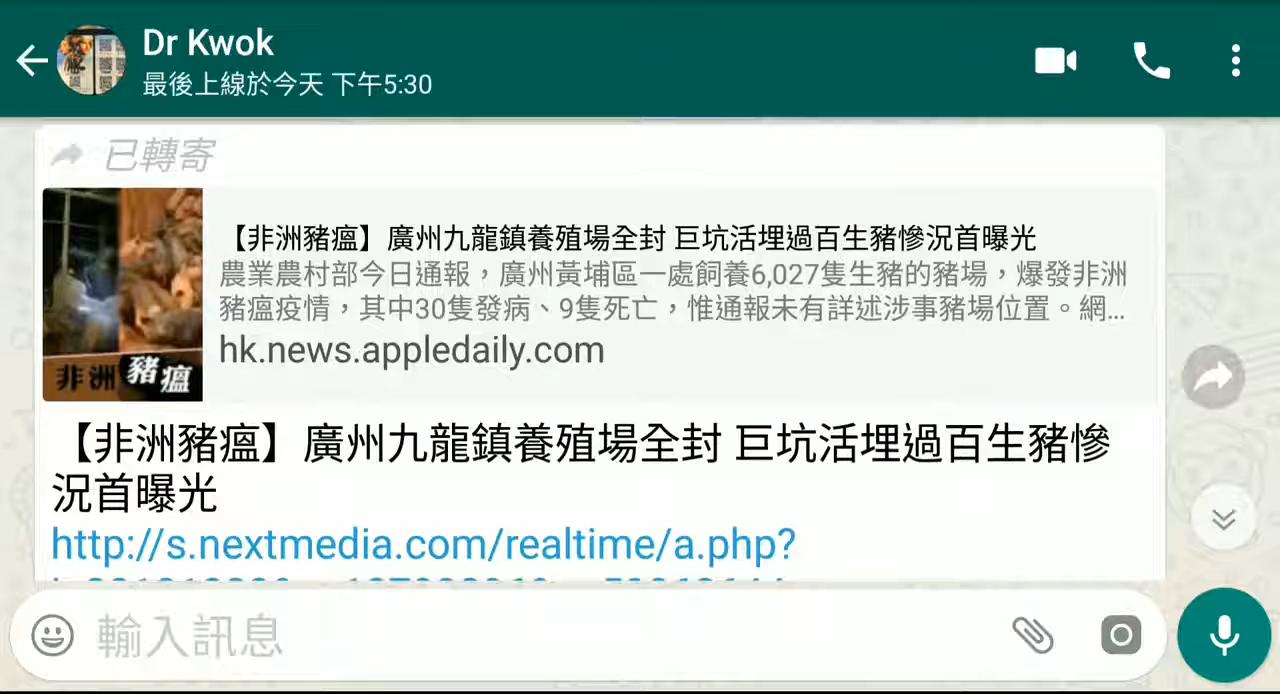 Dr Kwok
最後上線於今天 下午5:30
已轉寄
【非洲豬瘟】廣州九龍鎮養殖場全封 巨坑活埋過百生豬慘況首曝光
農業農村部今日通報，廣州黃埔區一處飼養6,027隻生豬的豬場，爆發非洲
豬瘟疫情，其中30隻發病、9隻死亡，惟通報未有詳述涉事豬場位置。網...
hk.news.appledaily.com
非洲豬瘟
【非洲豬瘟】廣州九龍鎮養殖場全封 巨坑活埋過百生豬慘
況首曝光
http://s.nextmedia.com/realtime/a.php?
輸入訊息